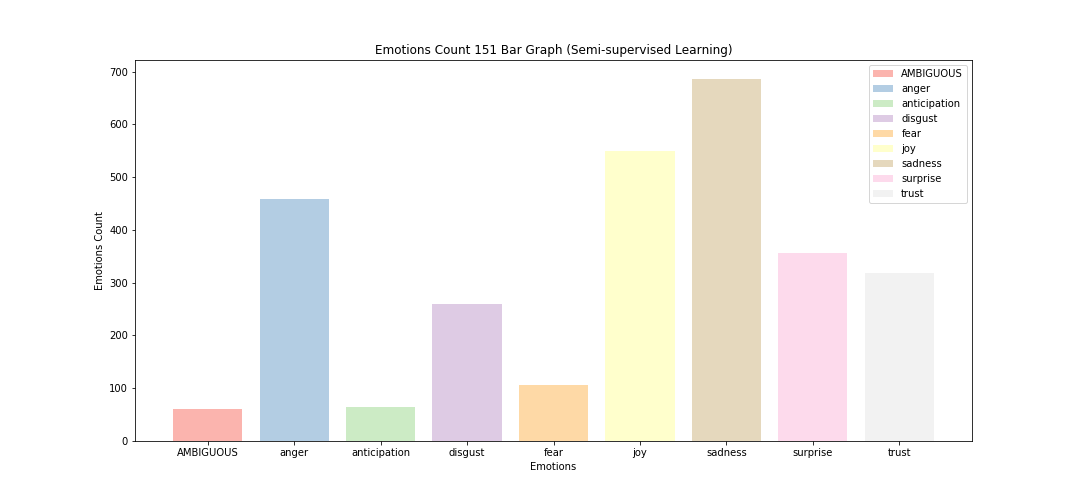 Emotions Count 151 Bar Graph (Semi-supervised Learning)
700
600
500
400
300
200
100
0
Emotions Count
AMBIGUOUS
anger
anticipation
disgust
fear
joy
sadness
surprise
trust
AMBIGUOUS anger anticipation disgust fear joy sadness surprise trust
Emotions